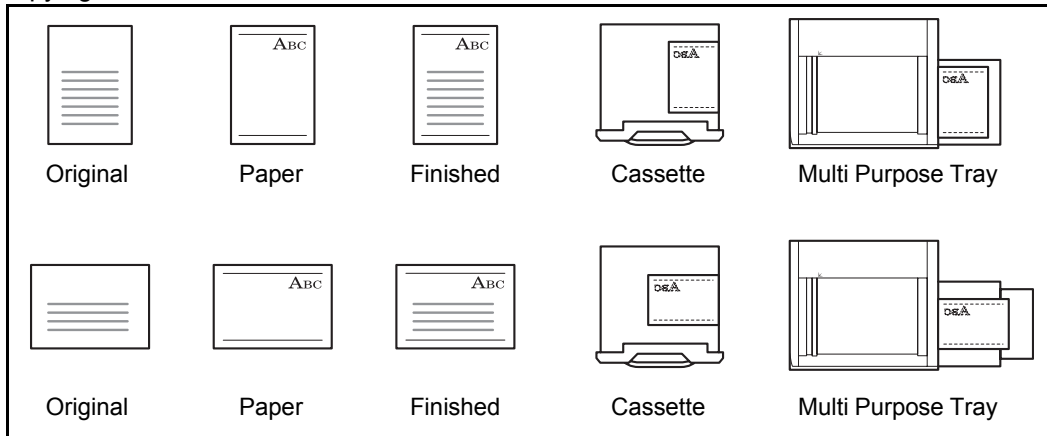 ABC
ABC
ABC
ABC
Original
Paper
Finished
Cassette
Multi Purpose Tray
ABC
ABC
ABC
ABC
Original
Paper
Finished
Cassette
Multi Purpose Tray